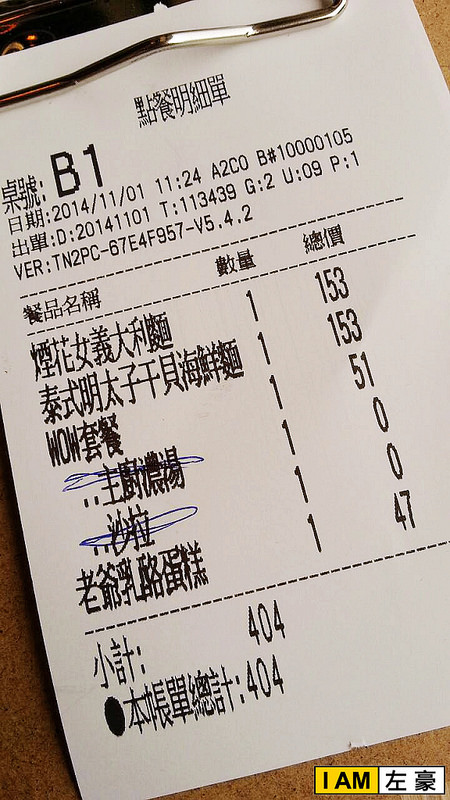 點餐明細單
桌號: B1
日期:2014/11/01 11:24 A2C0 B#10000105
出單:D:20141101 T:113439 G:2 U:09 P:1
VER:TN2PC-67E4F957-V5.4.2
餐品名稱 數量 總價
煙花女義大利麵 1 153
泰式明太子干貝海鮮麵 1 153
WOW套餐 1 51
..主廚濃湯 1 0
..沙拉 1 0
老爺乳酪蛋糕 1 47
小計: 404
●本帳單總計:404
I AM 左豪